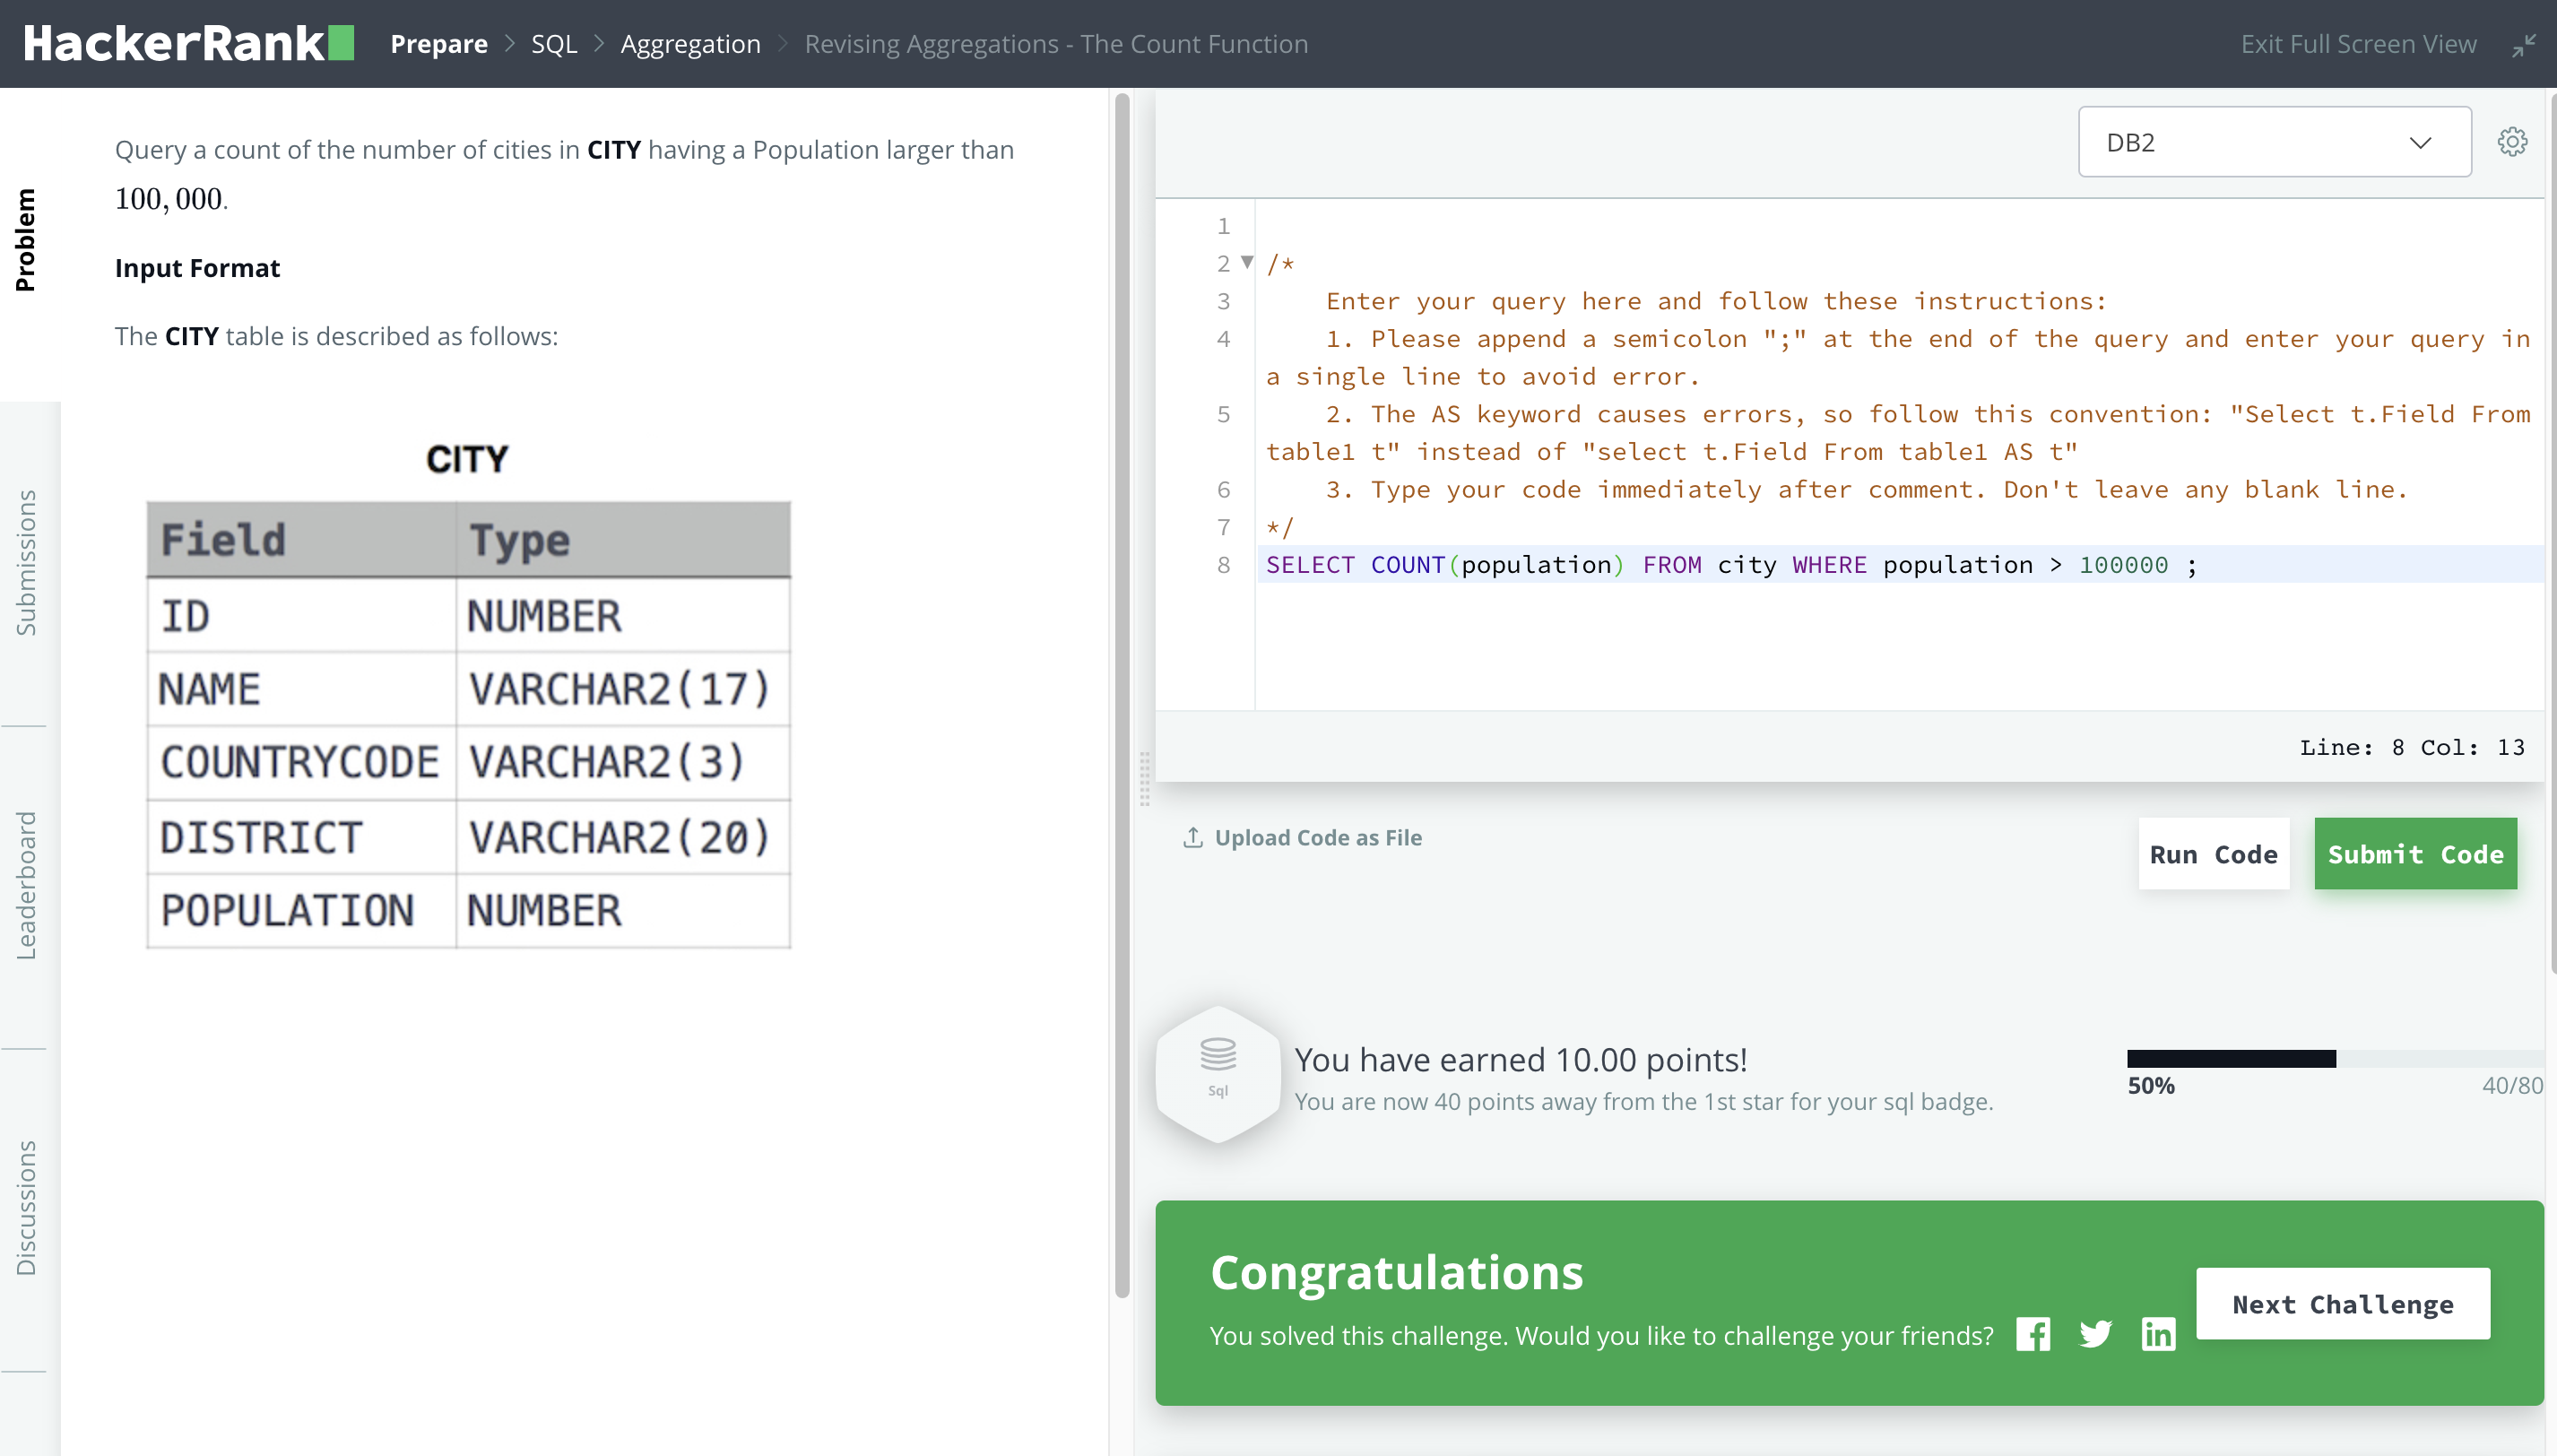 HackerRank
Prepare > SQL > Aggregation > Revising Aggregations - The Count Function
Exit Full Screen View
Problem
Submissions
Leaderboard
Discussions
Query a count of the number of cities in CITY having a Population larger than
100, 000.
Input Format
The CITY table is described as follows:
CITY
Field Type
ID NUMBER
NAME VARCHAR2(17)
COUNTRYCODE VARCHAR2(3)
DISTRICT VARCHAR2(20)
POPULATION NUMBER
DB2
1
2 /*
3 Enter your query here and follow these instructions:
4 1. Please append a semicolon ";" at the end of the query and enter your query in
a single line to avoid error.
5 2. The AS keyword causes errors, so follow this convention: "Select t.Field From
table1 t" instead of "select t.Field From table1 AS t"
6 3. Type your code immediately after comment. Don't leave any blank line.
7 */
8 SELECT COUNT(population) FROM city WHERE population > 100000 ;
Line: 8 Col: 13
Upload Code as File
Run Code
Submit Code
Sql
You have earned 10.00 points!
You are now 40 points away from the 1st star for your sql badge.
50% 40/80
Congratulations
You solved this challenge. Would you like to challenge your friends?
Next Challenge